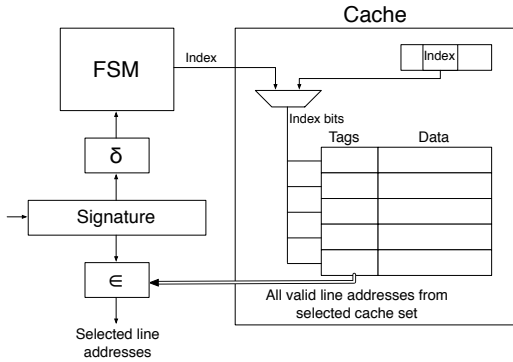 Cache
FSM
Index
Index
Index bits
Tags
Data
δ
Signature
∈
All valid line addresses from
selected cache set
Selected line
addresses